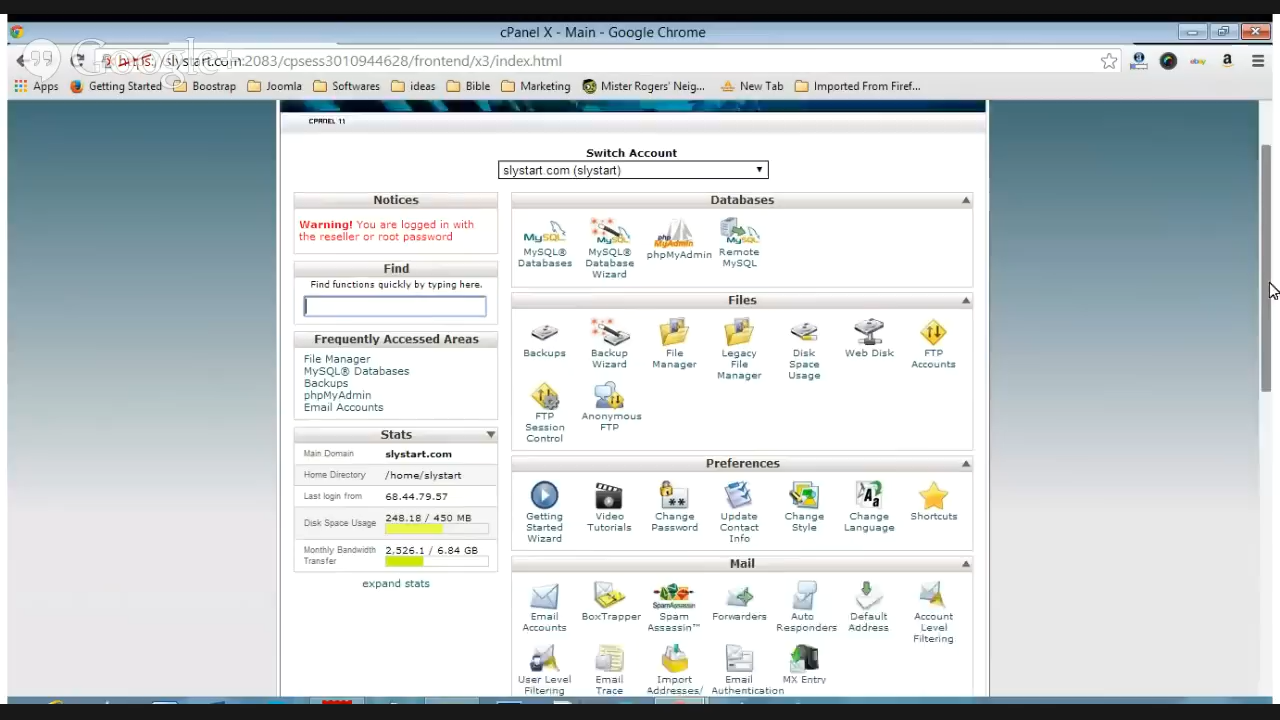 cPanel X - Main - Google Chrome
Google+
slystart.com:2083/cpsess3010944628/frontend/x3/index.html
Apps Getting Started Boostrap Joomla Softwares ideas Bible Marketing Mister Rogers' Neig... New Tab Imported From Firef...
CPANEL 11
Switch Account
slystart.com (slystart)
Notices
Warning! You are logged in with
the reseller or root password
Find
Find functions quickly by typing here.
Frequently Accessed Areas
File Manager
MySQL® Databases
Backups
phpMyAdmin
Email Accounts
Stats
Main Domain slystart.com
Home Directory /home/slystart
Last login from 68.44.79.57
Disk Space Usage 248.18 / 450 MB
Monthly Bandwidth 2,526.1 / 6.84 GB
Transfer
expand stats
Databases
MySQL® MySQL® phpMyAdmin Remote
Databases Database MySQL
Wizard
Files
Backups Backup File Legacy Disk Web Disk FTP
Wizard Manager File Space Accounts
Manager Usage
FTP Anonymous
Session FTP
Control
Preferences
Getting Video Change Update Change Change Shortcuts
Started Tutorials Password Contact Style Language
Wizard Info
Mail
Email BoxTrapper Spam Forwarders Auto Default Account
Accounts Assassin™ Responders Address Level
Filtering
User Level Email Import Email MX Entry
Filtering Trace Addresses/ Authentication